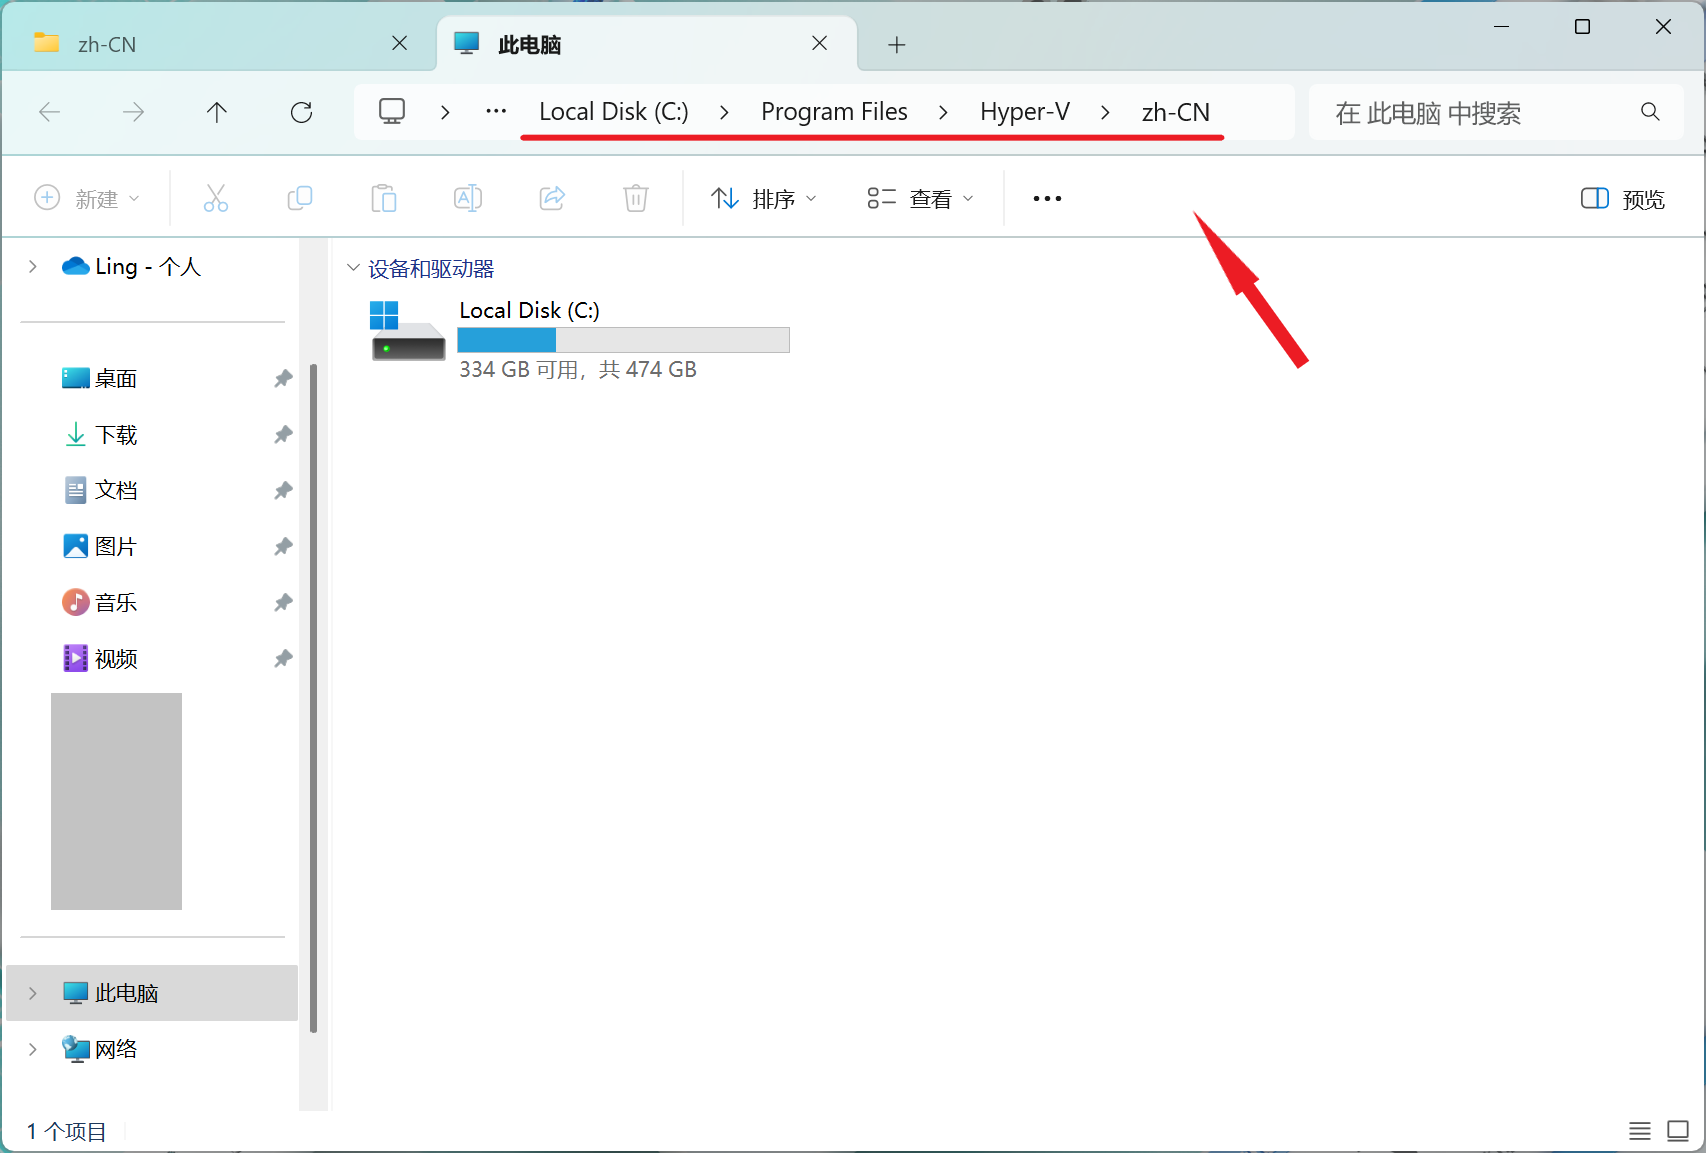 zh-CN
此电脑
Local Disk (C:) > Program Files > Hyper-V > zh-CN
在 此电脑 中搜索
新建
排序
查看
预览
Ling - 个人
桌面
下载
文档
图片
音乐
视频
此电脑
网络
设备和驱动器
Local Disk (C:)
334 GB 可用，共 474 GB
1 个项目